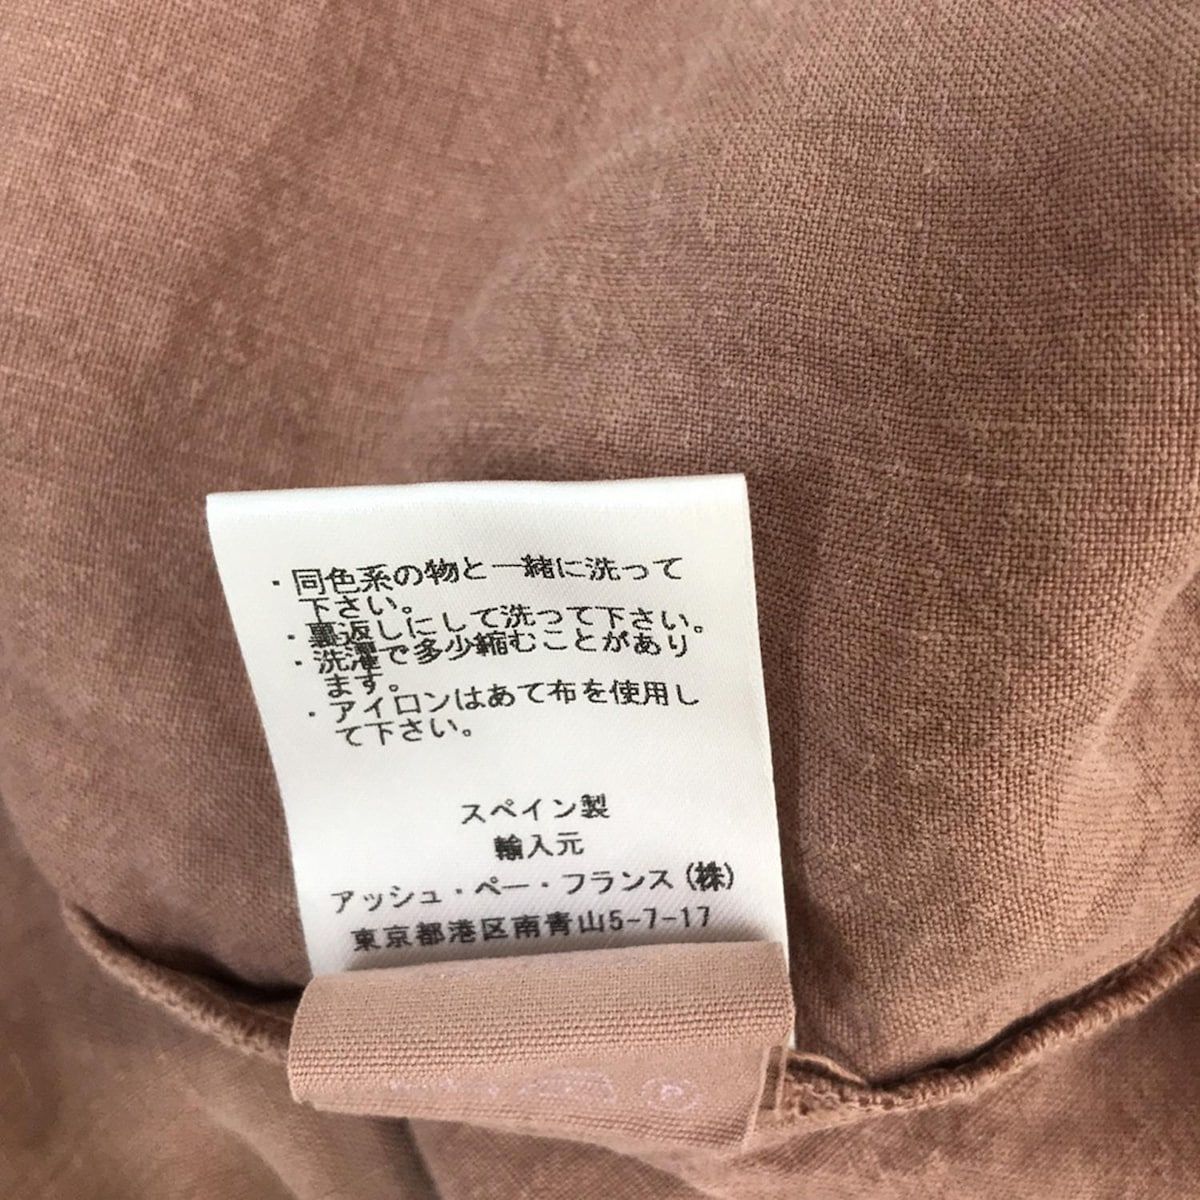 ・同色系の物と一緒に洗って
下さい。
・裏返しにして洗って下さい。
・洗濯で多少縮むことがあり
ます。
・アイロンはあて布を使用し
て下さい。
スペイン製
輸入元
アッシュ・ペー・フランス(株)
東京都港区南青山5-7-17